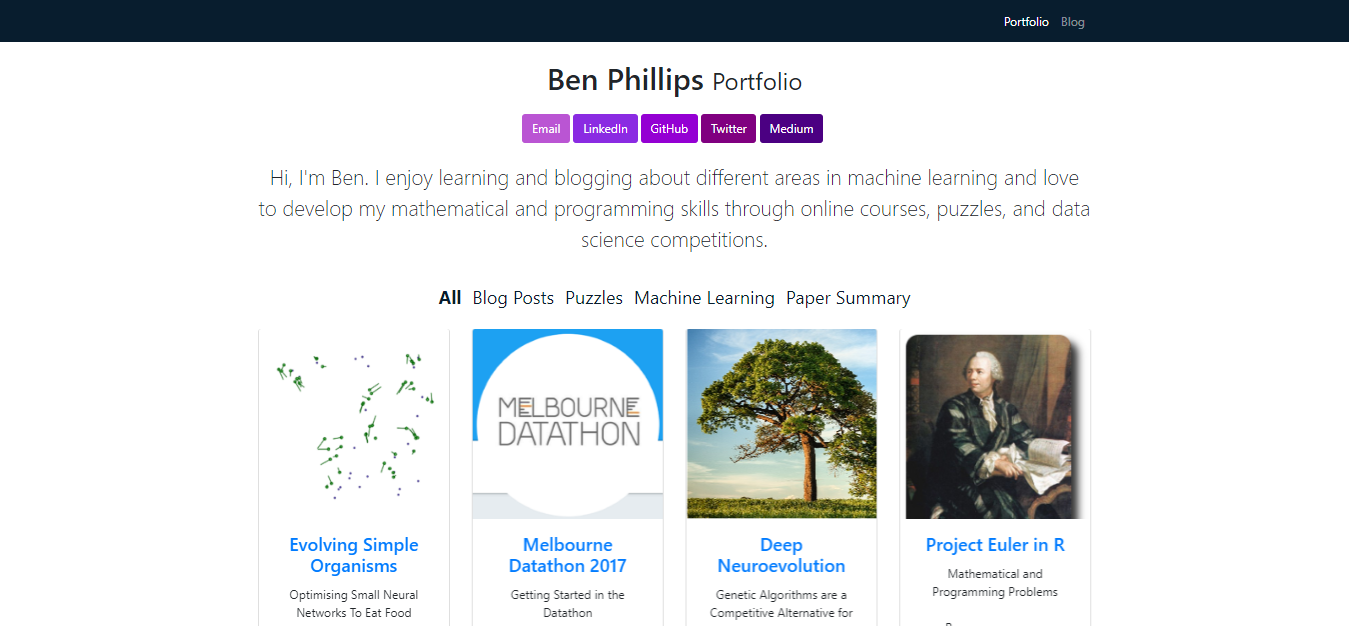 Portfolio Blog
Ben Phillips Portfolio
Email LinkedIn GitHub Twitter Medium
Hi, I'm Ben. I enjoy learning and blogging about different areas in machine learning and love
to develop my mathematical and programming skills through online courses, puzzles, and data
science competitions.
All Blog Posts Puzzles Machine Learning Paper Summary
MELBOURNE
DATATHON
Evolving Simple
Organisms
Optimising Small Neural
Networks To Eat Food
Melbourne
Datathon 2017
Getting Started in the
Datathon
Deep
Neuroevolution
Genetic Algorithms are a
Competitive Alternative for
Project Euler in R
Mathematical and
Programming Problems